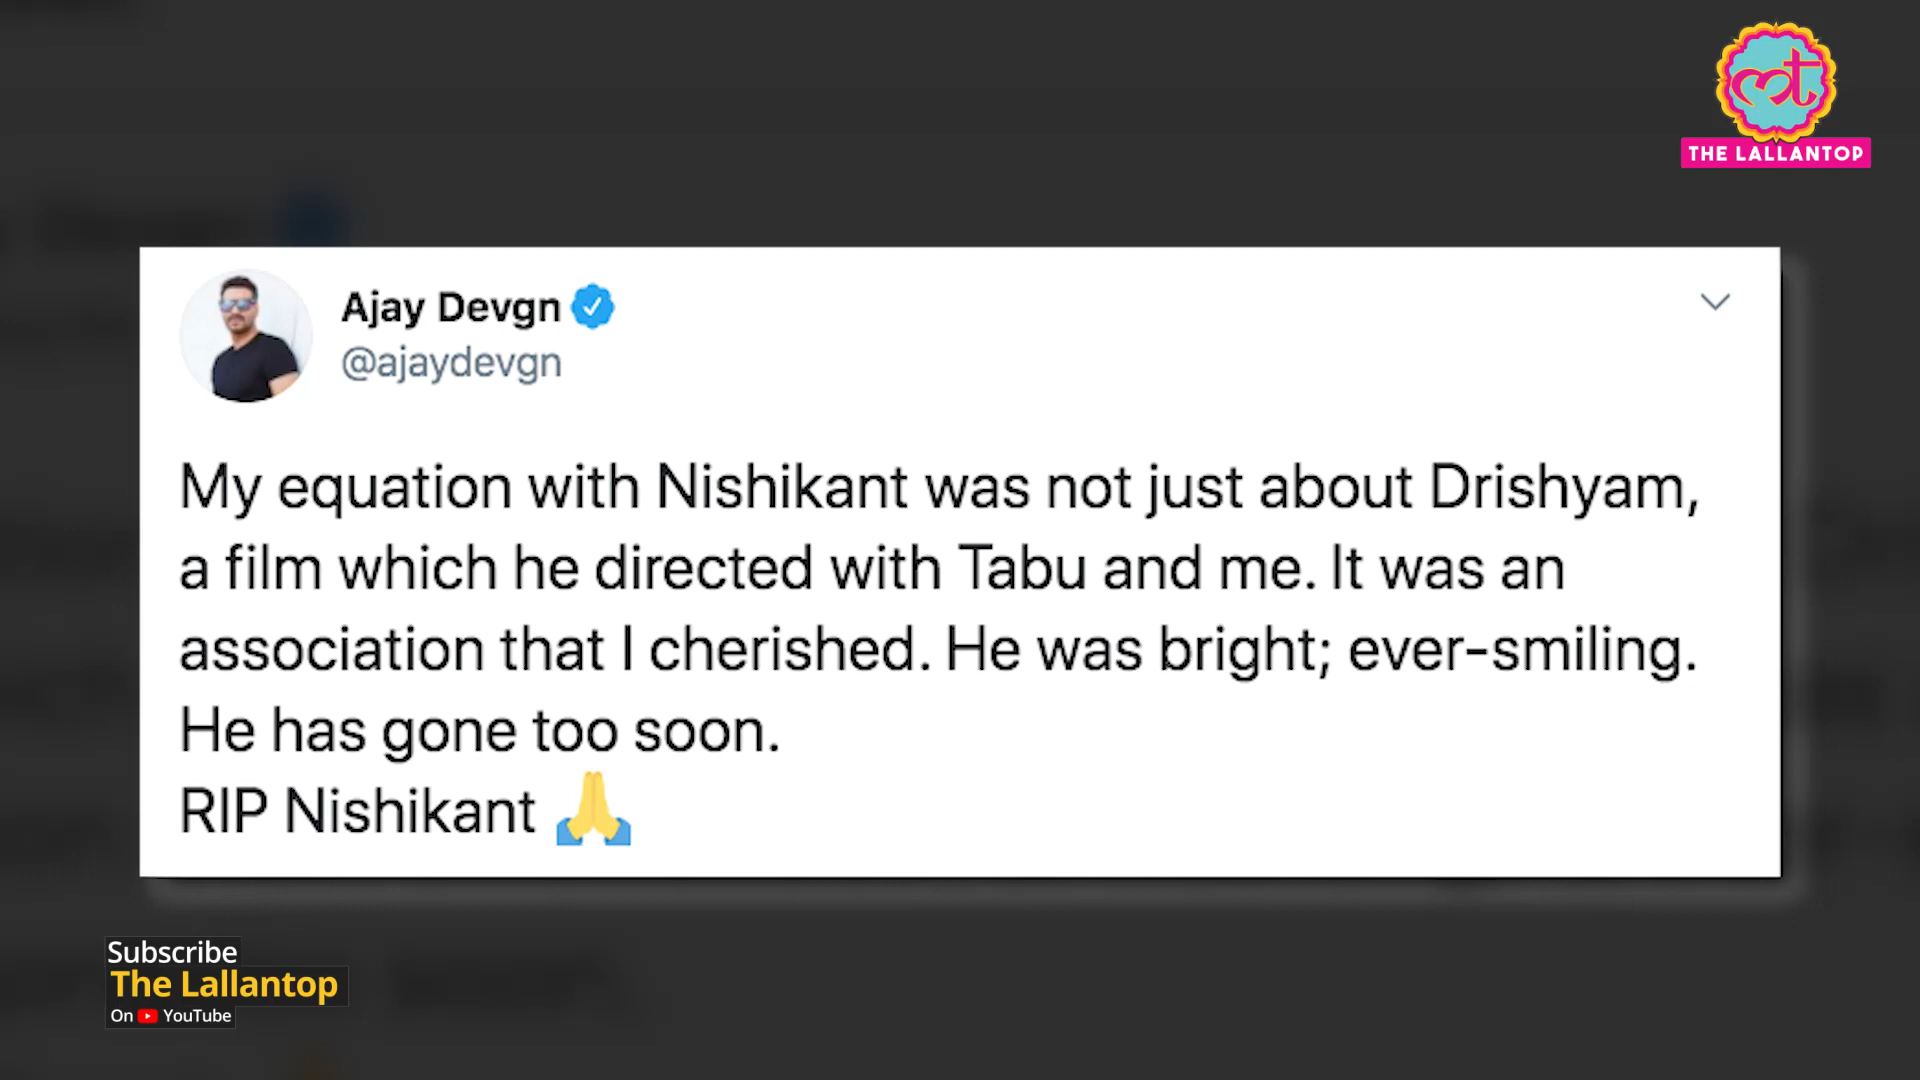 THE LALLANTOP
Ajay Devgn
@ajaydevgn
My equation with Nishikant was not just about Drishyam,
a film which he directed with Tabu and me. It was an
association that I cherished. He was bright; ever-smiling.
He has gone too soon.
RIP Nishikant 🙏
Subscribe
The Lallantop
On YouTube